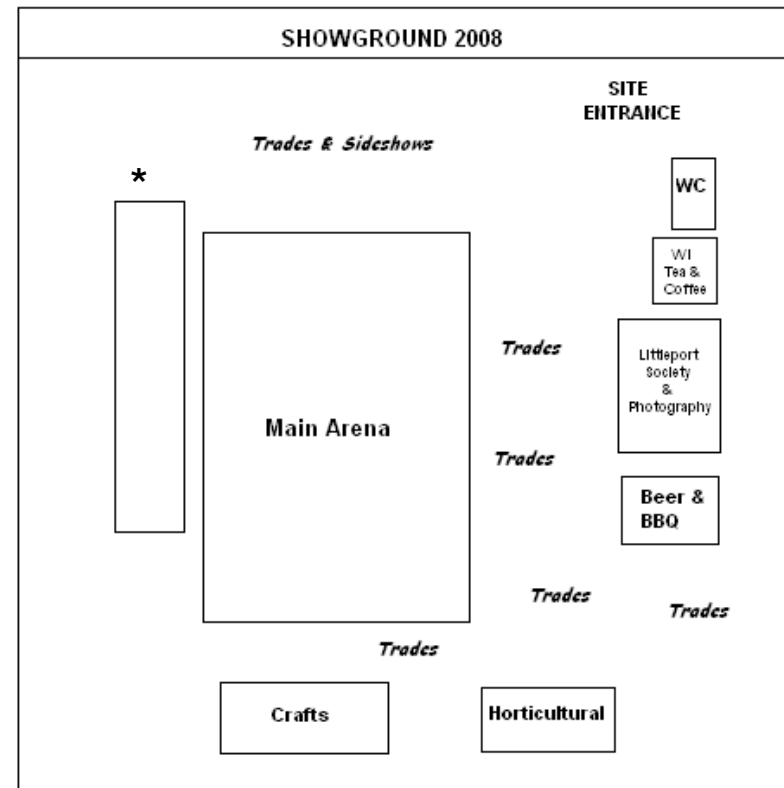 SHOWGROUND 2008
SITE
ENTRANCE
Trades & Sideshows
*
WC
WI
Tea &
Coffee
Trades
Littleport
Society
&
Photography
Main Arena
Trades
Beer &
BBQ
Trades
Trades
Trades
Crafts
Horticultural